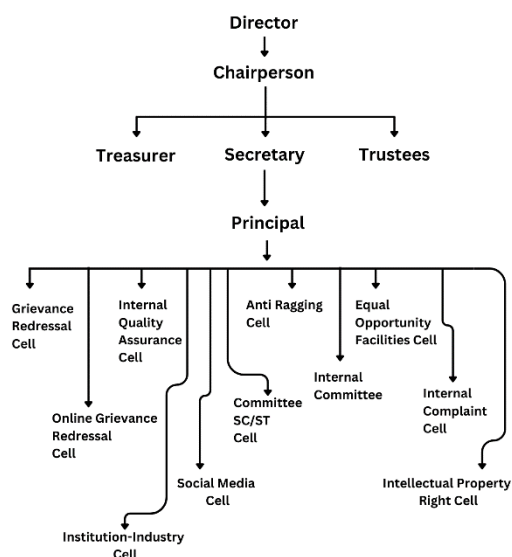 Director
Chairperson
Treasurer
Secretary
Trustees
Principal
Grievance
Redressal
Cell
Internal
Quality
Assurance
Cell
Anti Ragging
Cell
Equal
Opportunity
Facilities Cell
Internal
Committee
Online Grievance
Redressal
Cell
Committee
SC/ST
Cell
Internal
Complaint
Cell
Social Media
Cell
Intellectual Property
Right Cell
Institution-Industry
Cell